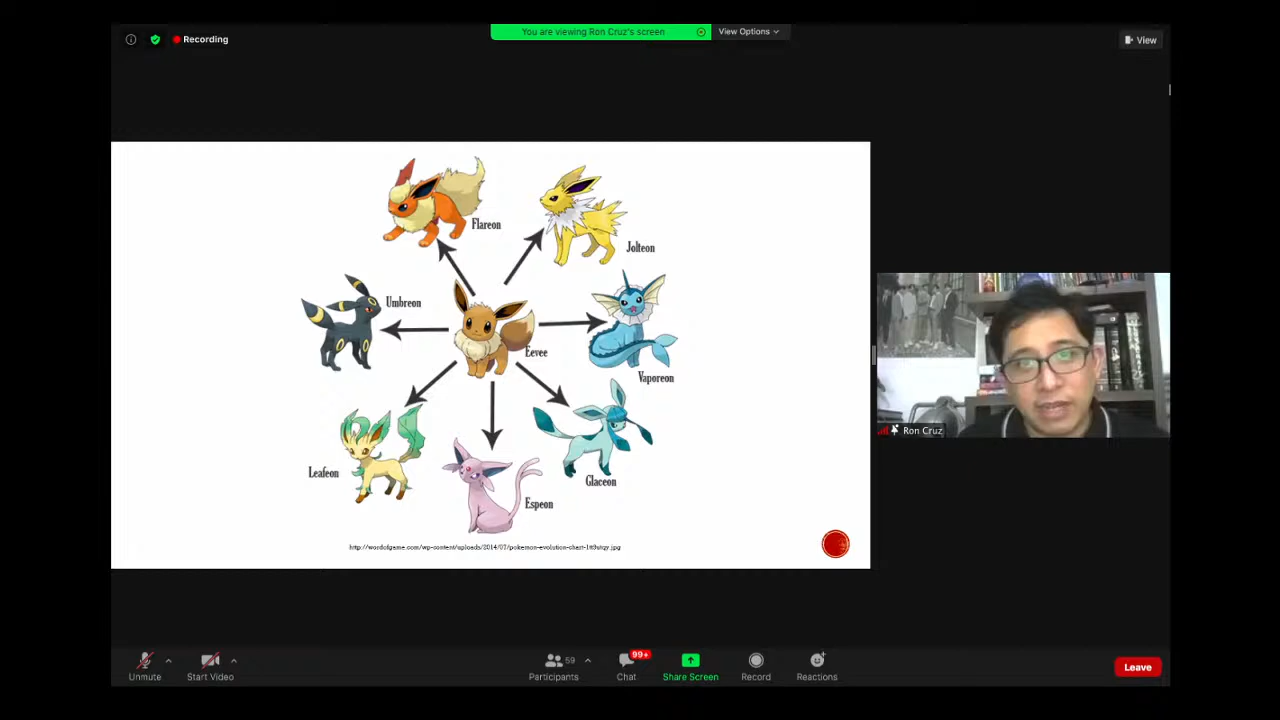 Recording
You are viewing Ron Cruz's screen
View Options
View
Flareon
Jolteon
Umbreon
Eevee
Vaporeon
Leafeon
Glaceon
Espeon
Ron Cruz
Unmute
Start Video
59
Participants
99+
Chat
Share Screen
Record
Reactions
Leave